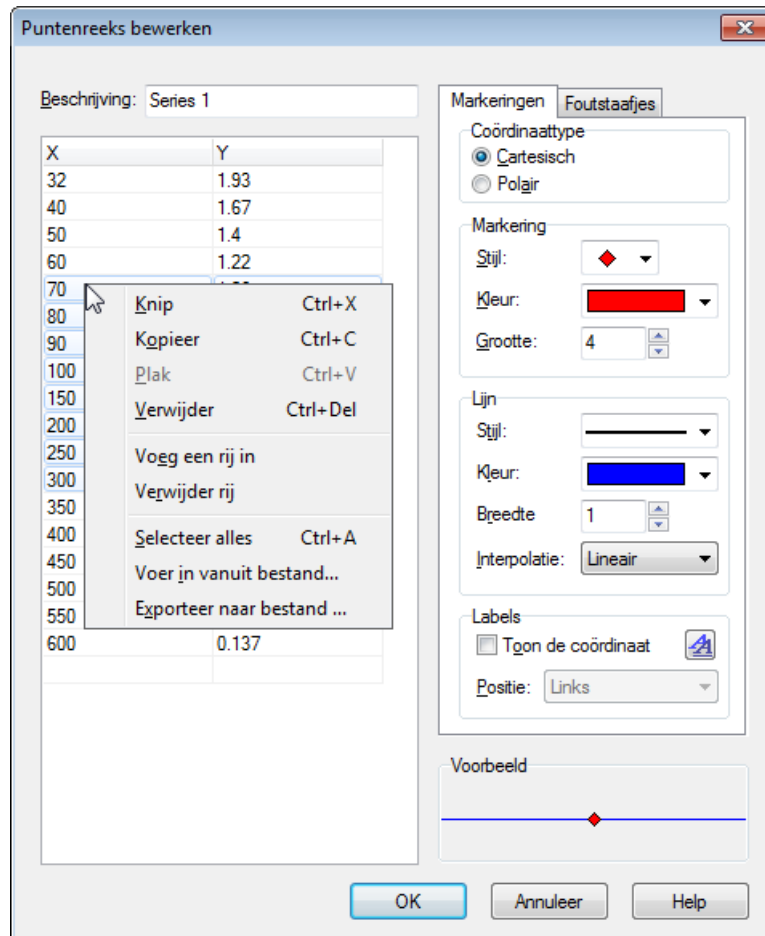 Puntenreeks bewerken
Beschrijving: Series 1
X Y
32 1.93
40 1.67
50 1.4
60 1.22
70
80
90
100
150
200
250
300
350
400
450
500
550
600 0.137
Knip Ctrl+X
Kopieer Ctrl+C
Plak Ctrl+V
Verwijder Ctrl+Del
Voeg een rij in
Verwijder rij
Selecteer alles Ctrl+A
Voer in vanuit bestand...
Exporteer naar bestand ...
Markeringen Foutstaafjes
Coördinaattype
Cartesisch
Polair
Markering
Stijl:
Kleur:
Grootte: 4
Lijn
Stijl:
Kleur:
Breedte 1
Interpolatie: Lineair
Labels
Toon de coördinaat
Positie: Links
Voorbeeld
OK Annuleer Help